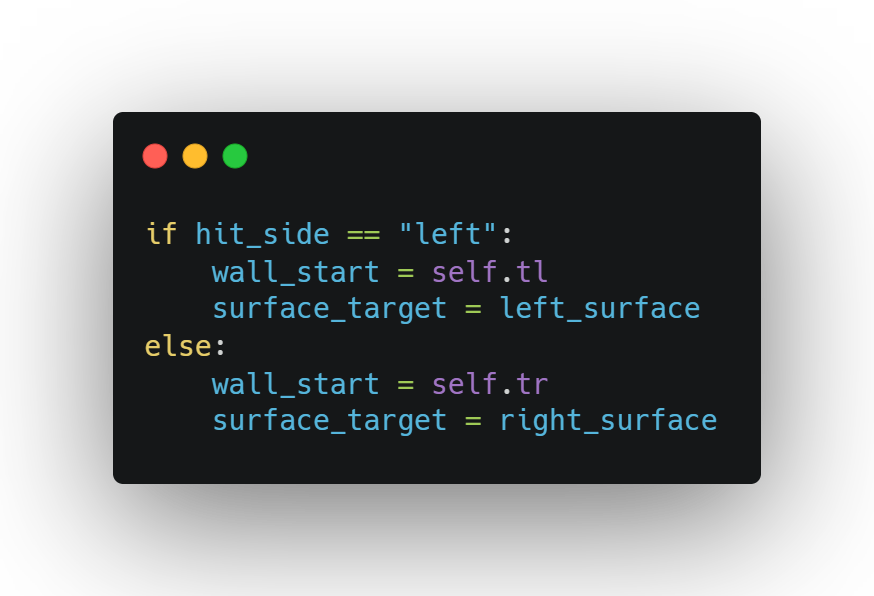 if hit_side == "left":
    wall_start = self.tl
    surface_target = left_surface
else:
    wall_start = self.tr
    surface_target = right_surface